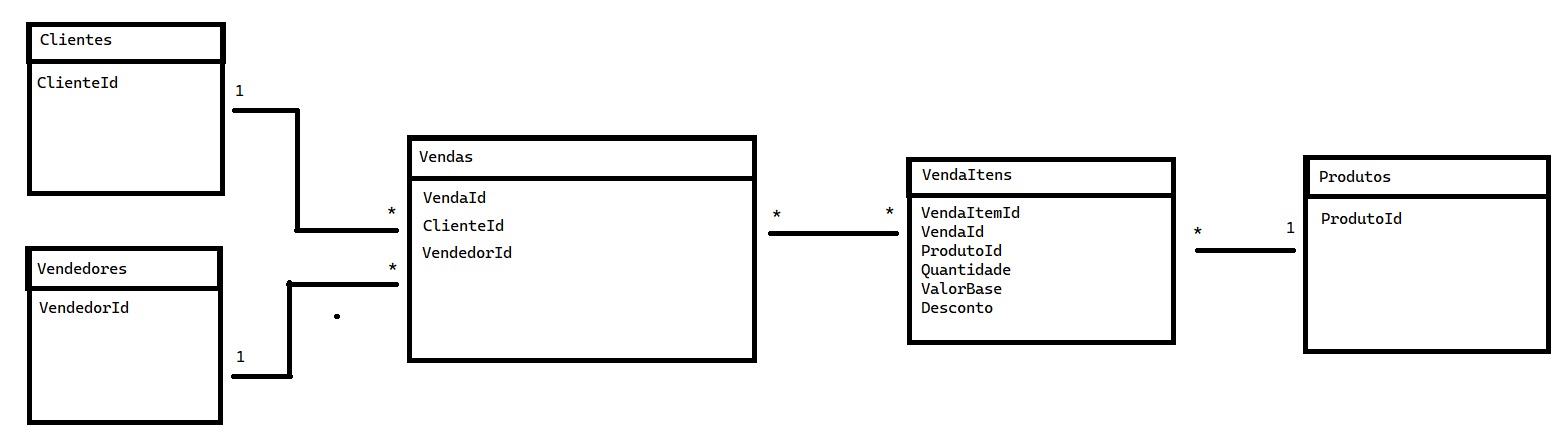 Clientes
ClienteId
1
*
Vendedores
VendedorId
1
*
Vendas
VendaId
ClienteId
VendedorId
*
*
VendaItens
VendaItemId
VendaId
ProdutoId
Quantidade
ValorBase
Desconto
*
1
Produtos
ProdutoId